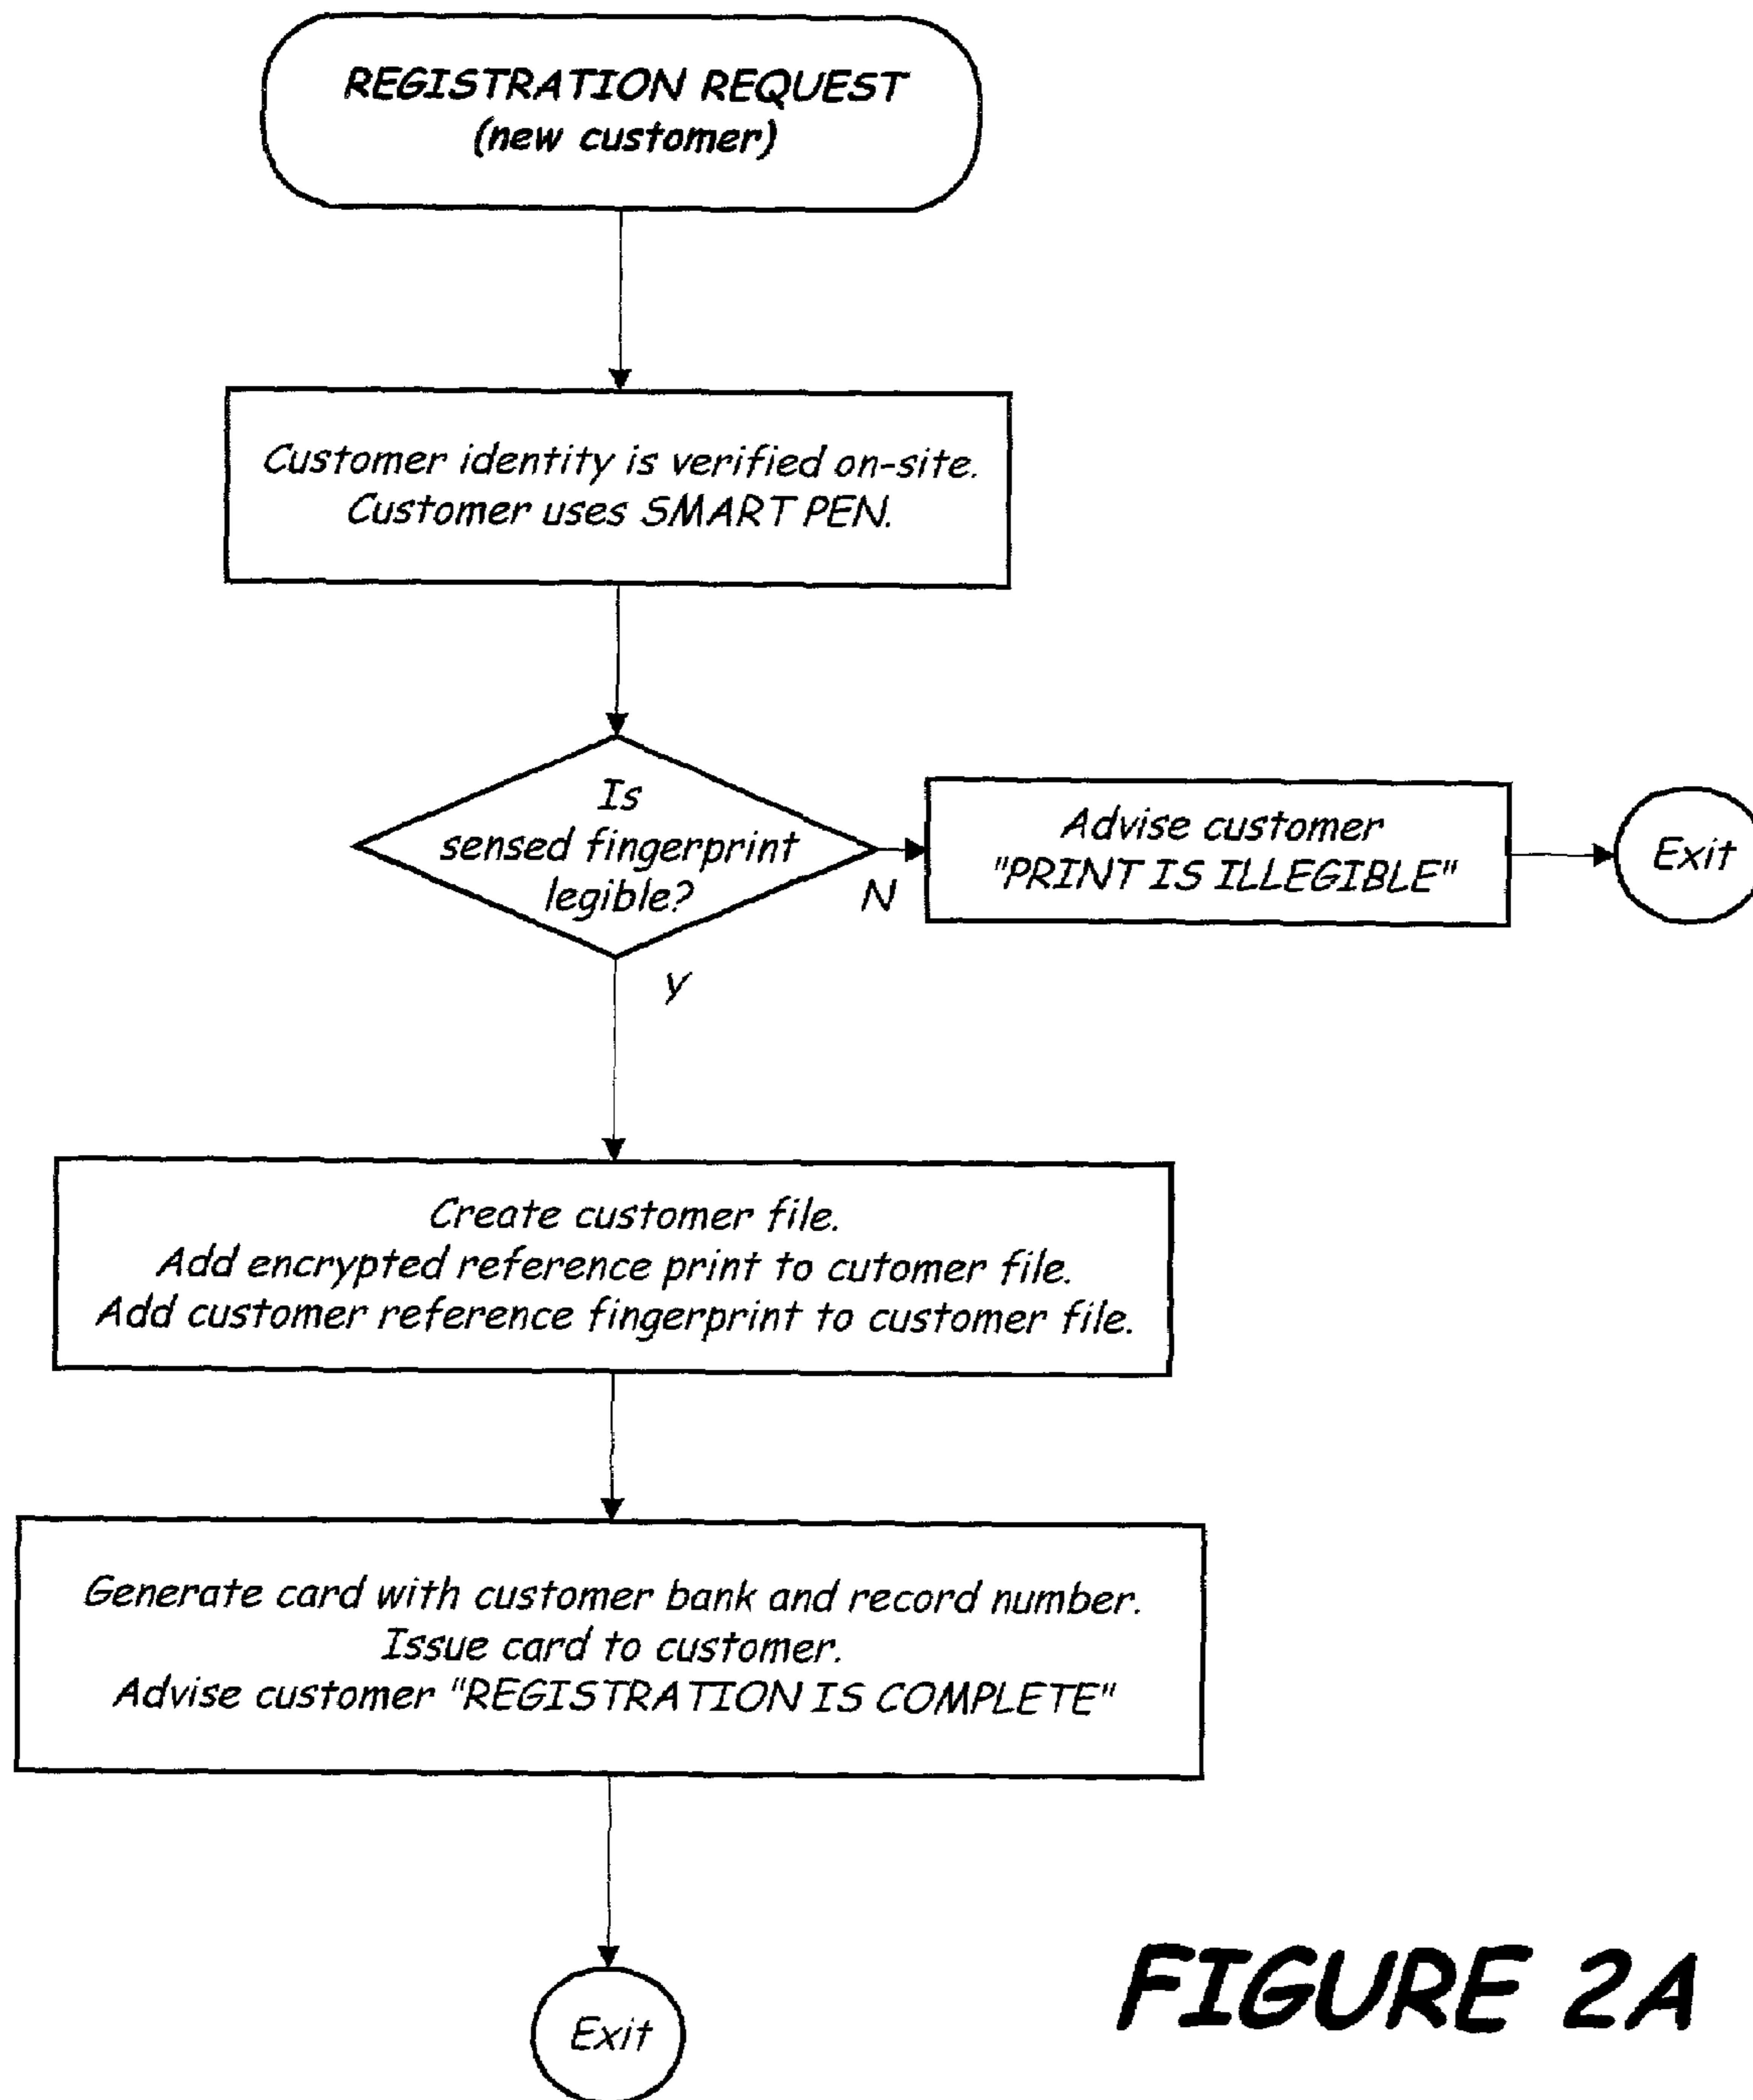 REGISTRATION REQUEST
(new customer)
Customer identity is verified on-site.
Customer uses SMART PEN.
Is
sensed fingerprint
legible?
N
Advise customer
"PRINT IS ILLEGIBLE"
Exit
Y
Create customer file.
Add encrypted reference print to cutomer file.
Add customer reference fingerprint to customer file.
Generate card with customer bank and record number.
Issue card to customer.
Advise customer "REGISTRATION IS COMPLETE"
Exit
FIGURE 2A